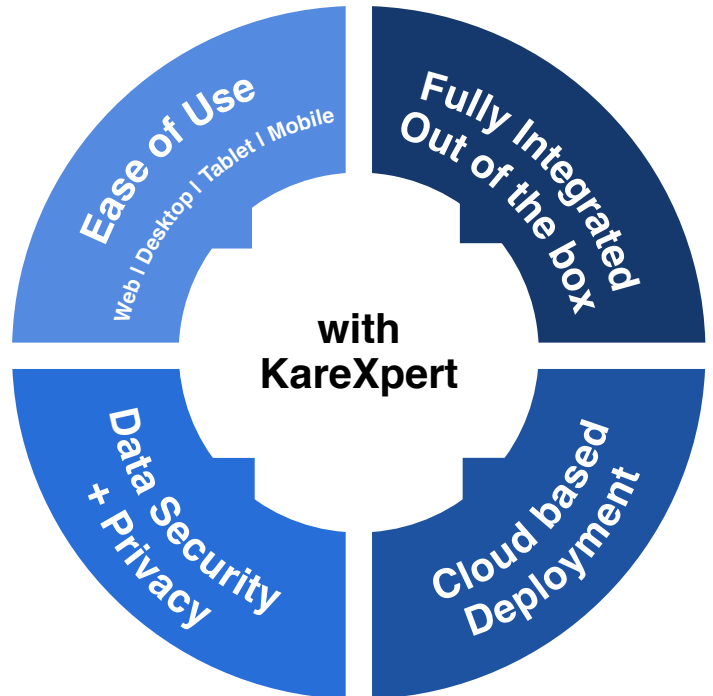 Ease of Use
Web | Desktop | Tablet | Mobile
Fully Integrated
Out of the box
with
KareXpert
Data Security
+ Privacy
Cloud based
Deployment